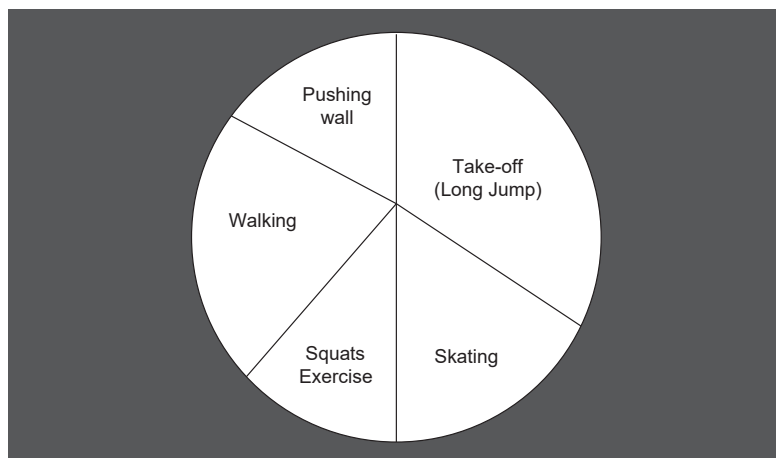 Pushing
wall
Take-off
(Long Jump)
Walking
Squats
Exercise
Skating